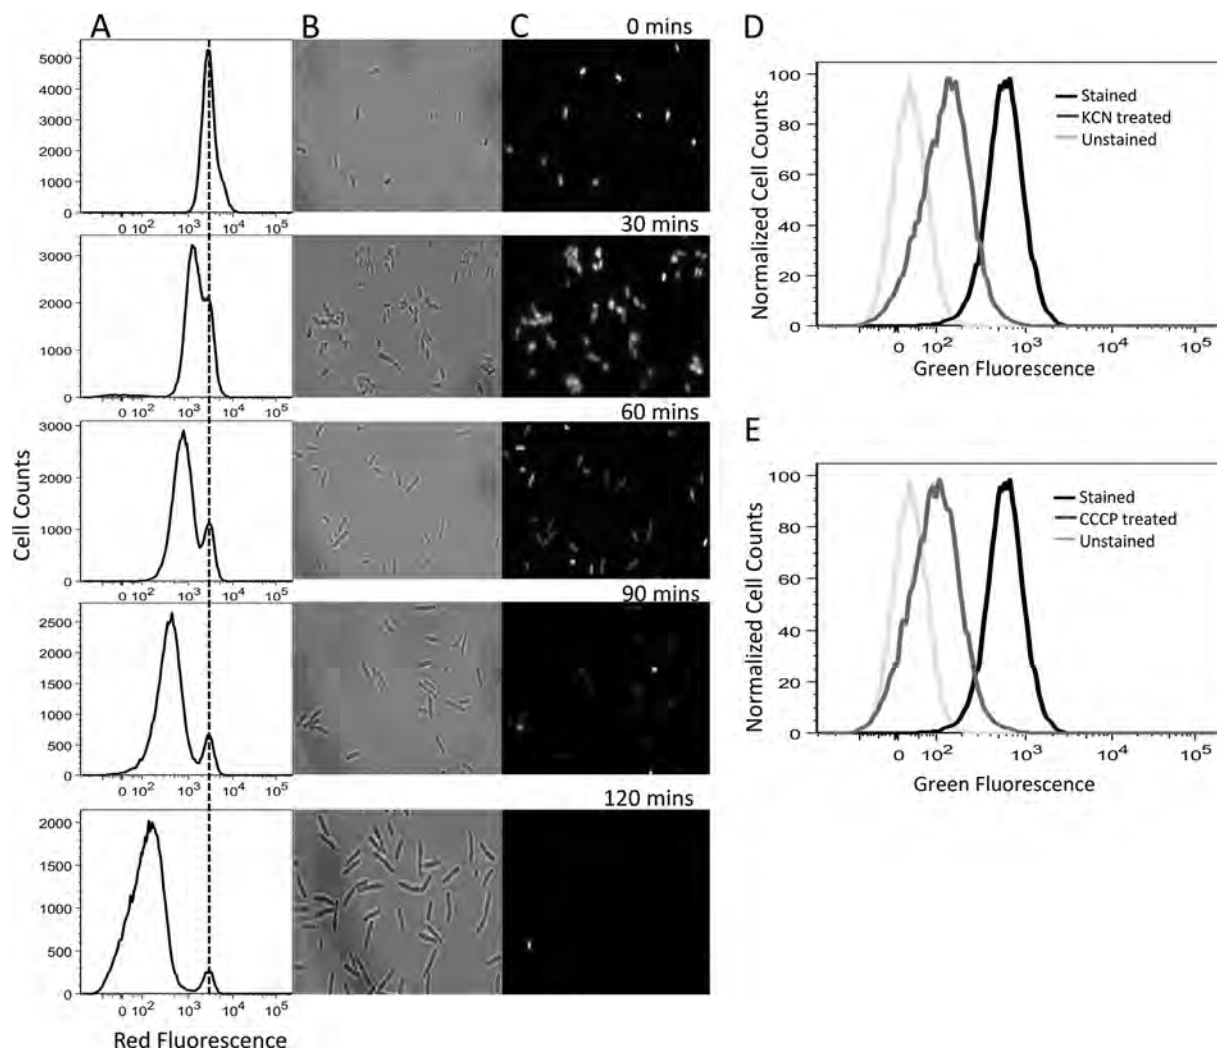 A B C 0 mins
5000
4000
3000
2000
1000
0
0 10² 10³ 10⁴ 10⁵
30 mins
3000
2000
1000
0
0 10² 10³ 10⁴ 10⁵
60 mins
3000
2000
1000
0
0 10² 10³ 10⁴ 10⁵
90 mins
2500
2000
1500
1000
500
0
0 10² 10³ 10⁴ 10⁵
120 mins
2000
1500
1000
500
0
0 10² 10³ 10⁴ 10⁵
Cell Counts
Red Fluorescence
D
100
80
60
40
20
0
Normalized Cell Counts
Stained
KCN treated
Unstained
0 10² 10³ 10⁴ 10⁵
Green Fluorescence
E
100
80
60
40
20
0
Normalized Cell Counts
Stained
CCCP treated
Unstained
0 10² 10³ 10⁴ 10⁵
Green Fluorescence